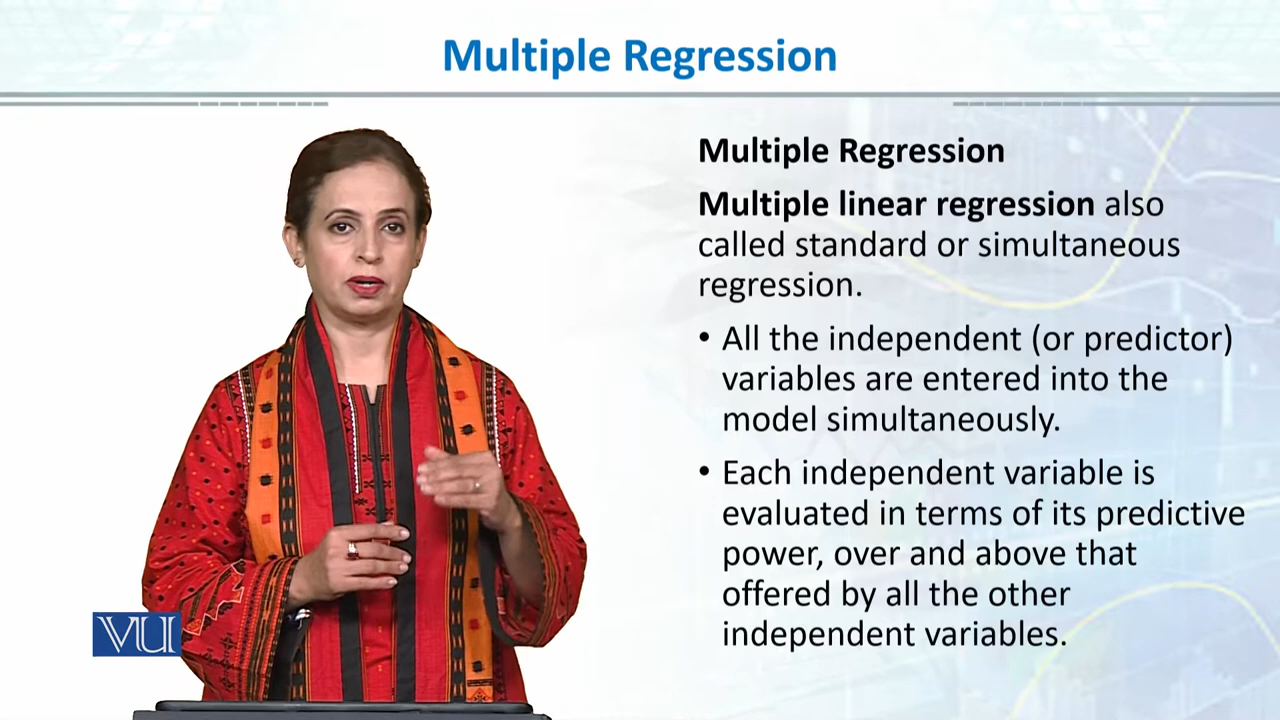 Multiple Regression
Multiple Regression
Multiple linear regression also
called standard or simultaneous
regression.
• All the independent (or predictor)
variables are entered into the
model simultaneously.
• Each independent variable is
evaluated in terms of its predictive
power, over and above that
offered by all the other
independent variables.
VU